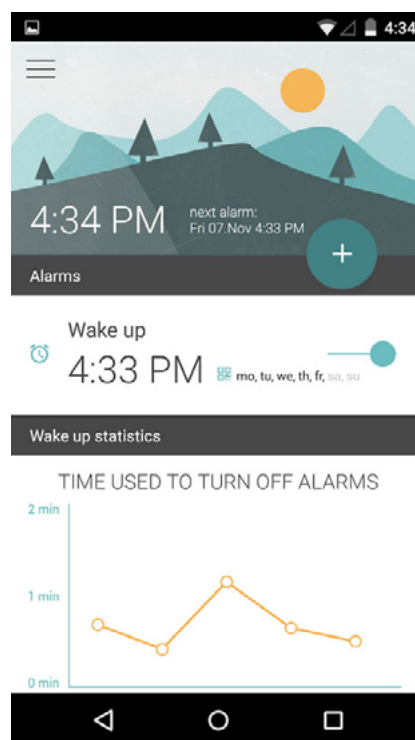 4:34
4:34 PM
next alarm:
Fri 07.Nov 4:33 PM
+
Alarms
Wake up
4:33 PM mo, tu, we, th, fr, sa, su
Wake up statistics
TIME USED TO TURN OFF ALARMS
2 min
1 min
0 min